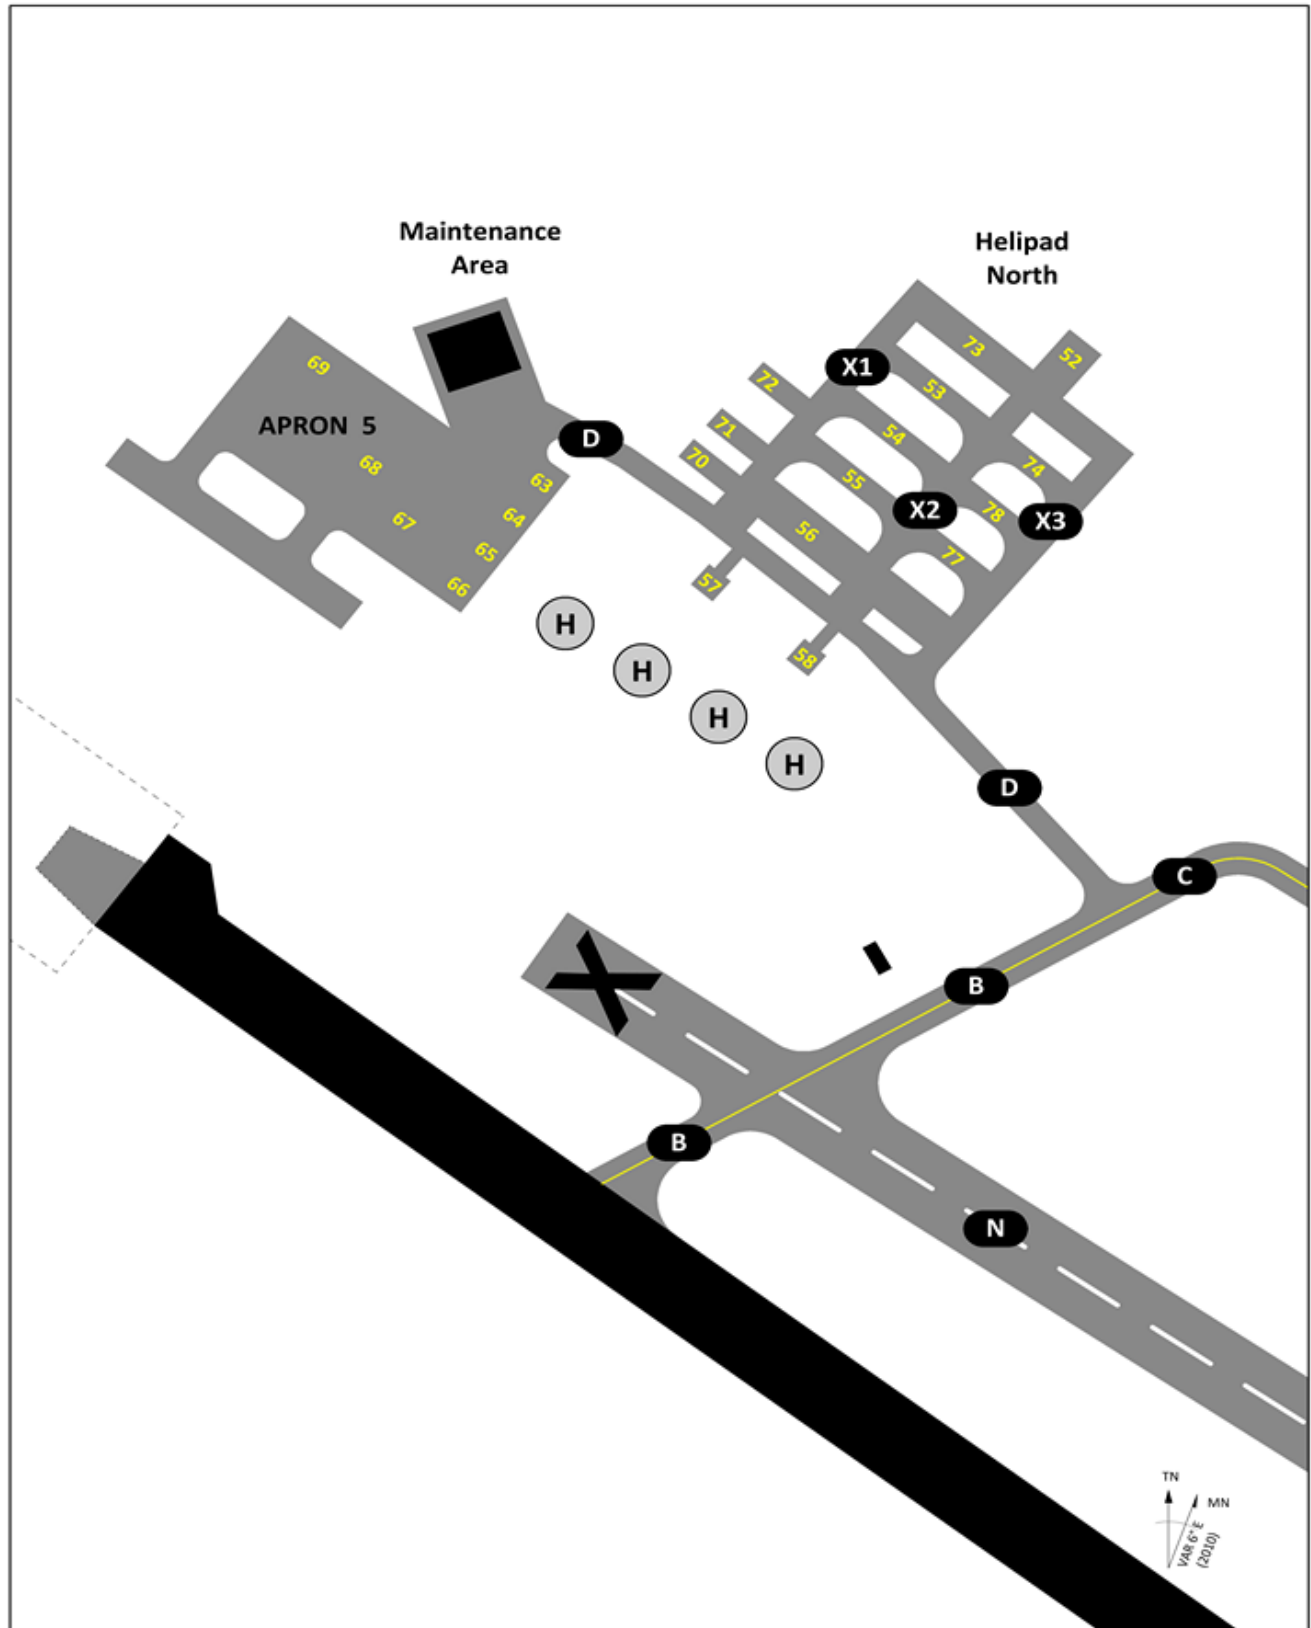 Maintenance
Area
Helipad
North
69
APRON 5
68
67
63
64
65
66
D
X1
72
71
70
73
52
53
54
55
56
74
78
77
X2
X3
57
58
H
H
H
H
D
C
B
B
N
TN
MN
VAR 6° E
(2010)